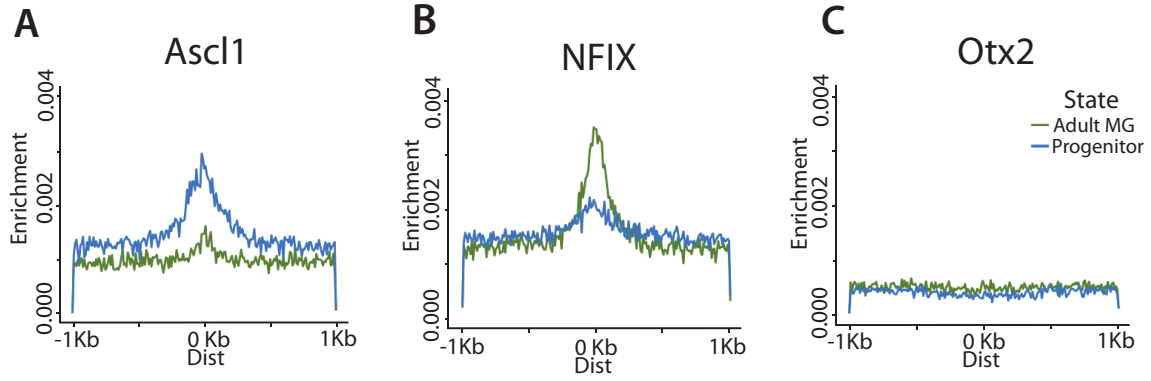 A
Ascl1
Enrichment
0.004
0.002
0.000
-1Kb
0 Kb
1Kb
Dist
B
NFIX
Enrichment
0.004
0.002
0.000
-1Kb
0 Kb
1Kb
Dist
C
Otx2
State
Adult MG
Progenitor
Enrichment
0.004
0.002
0.000
-1Kb
0 Kb
1Kb
Dist